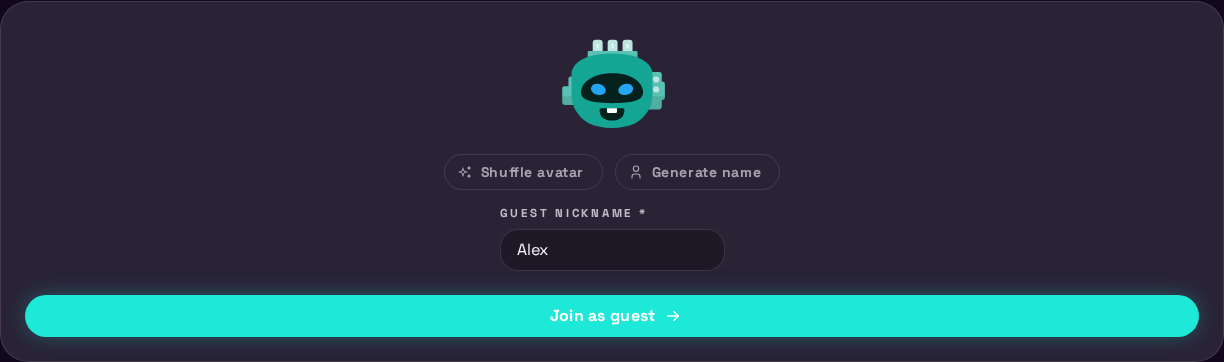 Shuffle avatar
Generate name
GUEST NICKNAME *
Alex
Join as guest →